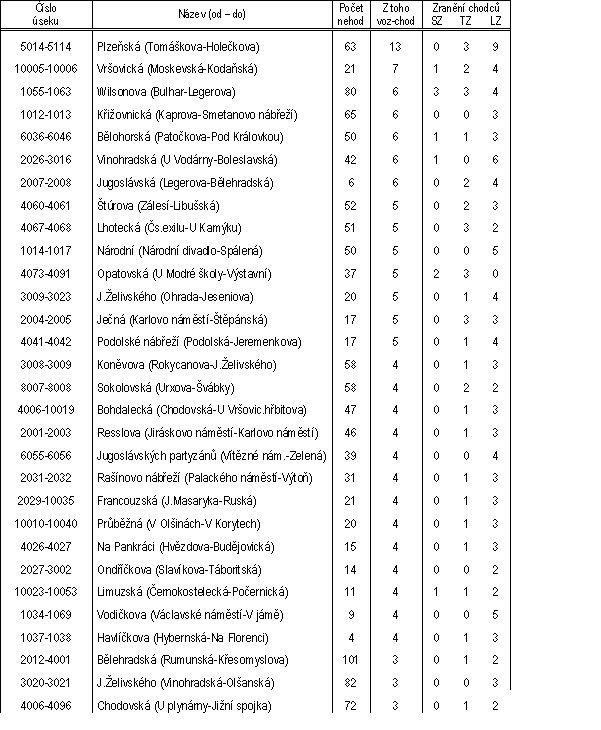 Číslo úseku Název (od – do) Počet nehod Z toho voz-chod Zranění chodců SZ TZ LZ
5014-5114 Plzeňská (Tomáškova-Holečkova) 63 13 0 3 9
10005-10006 Vršovická (Moskevská-Kodaňská) 21 7 1 2 4
1055-1063 Wilsonova (Bulhar-Legerova) 80 6 3 3 4
1012-1013 Křižovnická (Kaprova-Smetanovo nábřeží) 65 6 0 0 3
6036-6046 Bělohorská (Patočkova-Pod Královkou) 50 6 1 1 3
2026-3016 Vinohradská (U Vodárny-Boleslavská) 42 6 1 0 6
2007-2008 Jugoslávská (Legerova-Bělehradská) 6 6 0 2 4
4060-4061 Štúrova (Zálesí-Libušská) 52 5 0 2 3
4067-4068 Lhotecká (Čs.exilu-U Kamýku) 51 5 0 3 2
1014-1017 Národní (Národní divadlo-Spálená) 50 5 0 0 5
4073-4091 Opatovská (U Modré školy-Výstavní) 37 5 2 3 0
3009-3023 J.Želivského (Ohrada-Jeseniova) 20 5 0 1 4
2004-2005 Ječná (Karlovo náměstí-Štěpánská) 17 5 0 3 3
4041-4042 Podolské nábřeží (Podolská-Jeremenkova) 17 5 0 1 4
3008-3009 Koněvova (Rokycanova-J.Želivského) 58 4 0 1 3
8007-8008 Sokolovská (Urxova-Švábky) 58 4 0 2 2
4006-10019 Bohdalecká (Chodovská-U Vršovic.hřbitova) 47 4 0 1 3
2001-2003 Resslova (Jiráskovo náměstí-Karlovo náměstí) 46 4 0 1 3
6055-6056 Jugoslávských partyzánů (Vítězné nám.-Zelená) 39 4 0 0 4
2031-2032 Rašínovo nábřeží (Palackého náměstí-Výtoň) 31 4 0 1 3
2029-10035 Francouzská (J.Masaryka-Ruská) 21 4 0 1 3
10010-10040 Průběžná (V Olšinách-V Korytech) 20 4 0 1 3
4026-4027 Na Pankráci (Hvězdova-Budějovická) 15 4 0 1 3
2027-3002 Ondříčkova (Slavíkova-Táboritská) 14 4 0 0 2
10023-10053 Limuzská (Černokostelecká-Počernická) 11 4 1 1 2
1034-1069 Vodičkova (Václavské náměstí-V jámě) 9 4 0 0 5
1037-1038 Havlíčkova (Hybernská-Na Florenci) 4 4 0 1 3
2012-4001 Bělehradská (Rumunská-Křesomyslova) 101 3 0 1 2
3020-3021 J.Želivského (Vinohradská-Olšanská) 82 3 0 0 3
4006-4096 Chodovská (U plynárny-Jižní spojka) 72 3 0 1 2